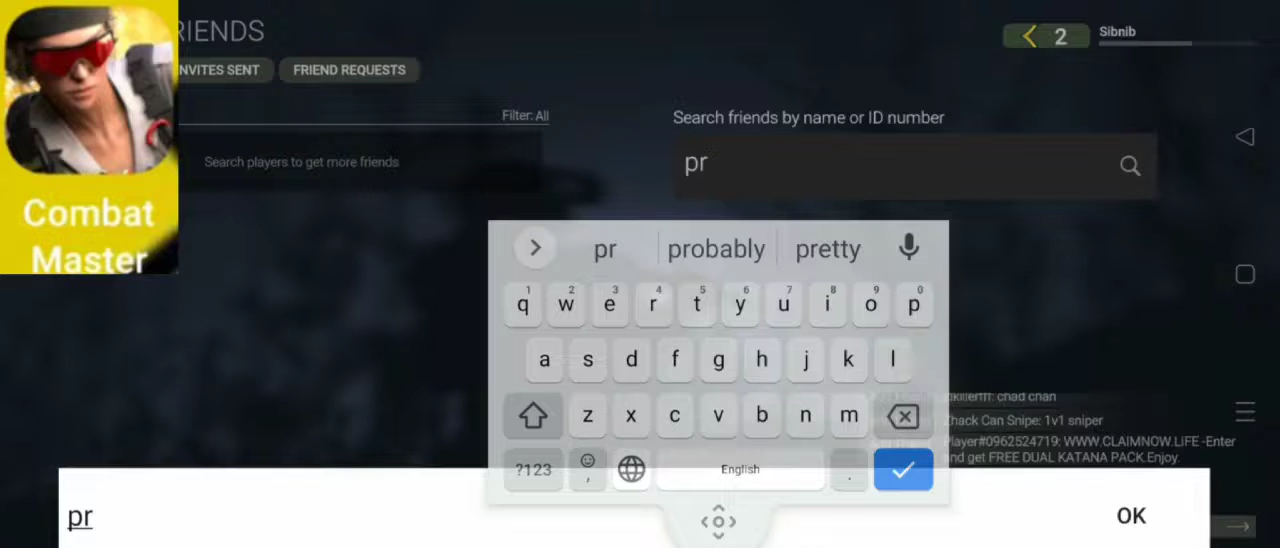 RIENDS
2
Sibnib
NVITES SENT
FRIEND REQUESTS
Filter: All
Search friends by name or ID number
Search players to get more friends
pr
Combat
Master
pr probably pretty
1 2 3 4 5 6 7 8 9 0
q w e r t y u i o p
a s d f g h j k l
z x c v b n m
?123 , English .
chad chan
Zhack Can Snipe: 1v1 sniper
Player#0962524719: WWW.CLAIMNOW.LIFE -Enter
and get FREE DUAL KATANA PACK.Enjoy.
pr
OK